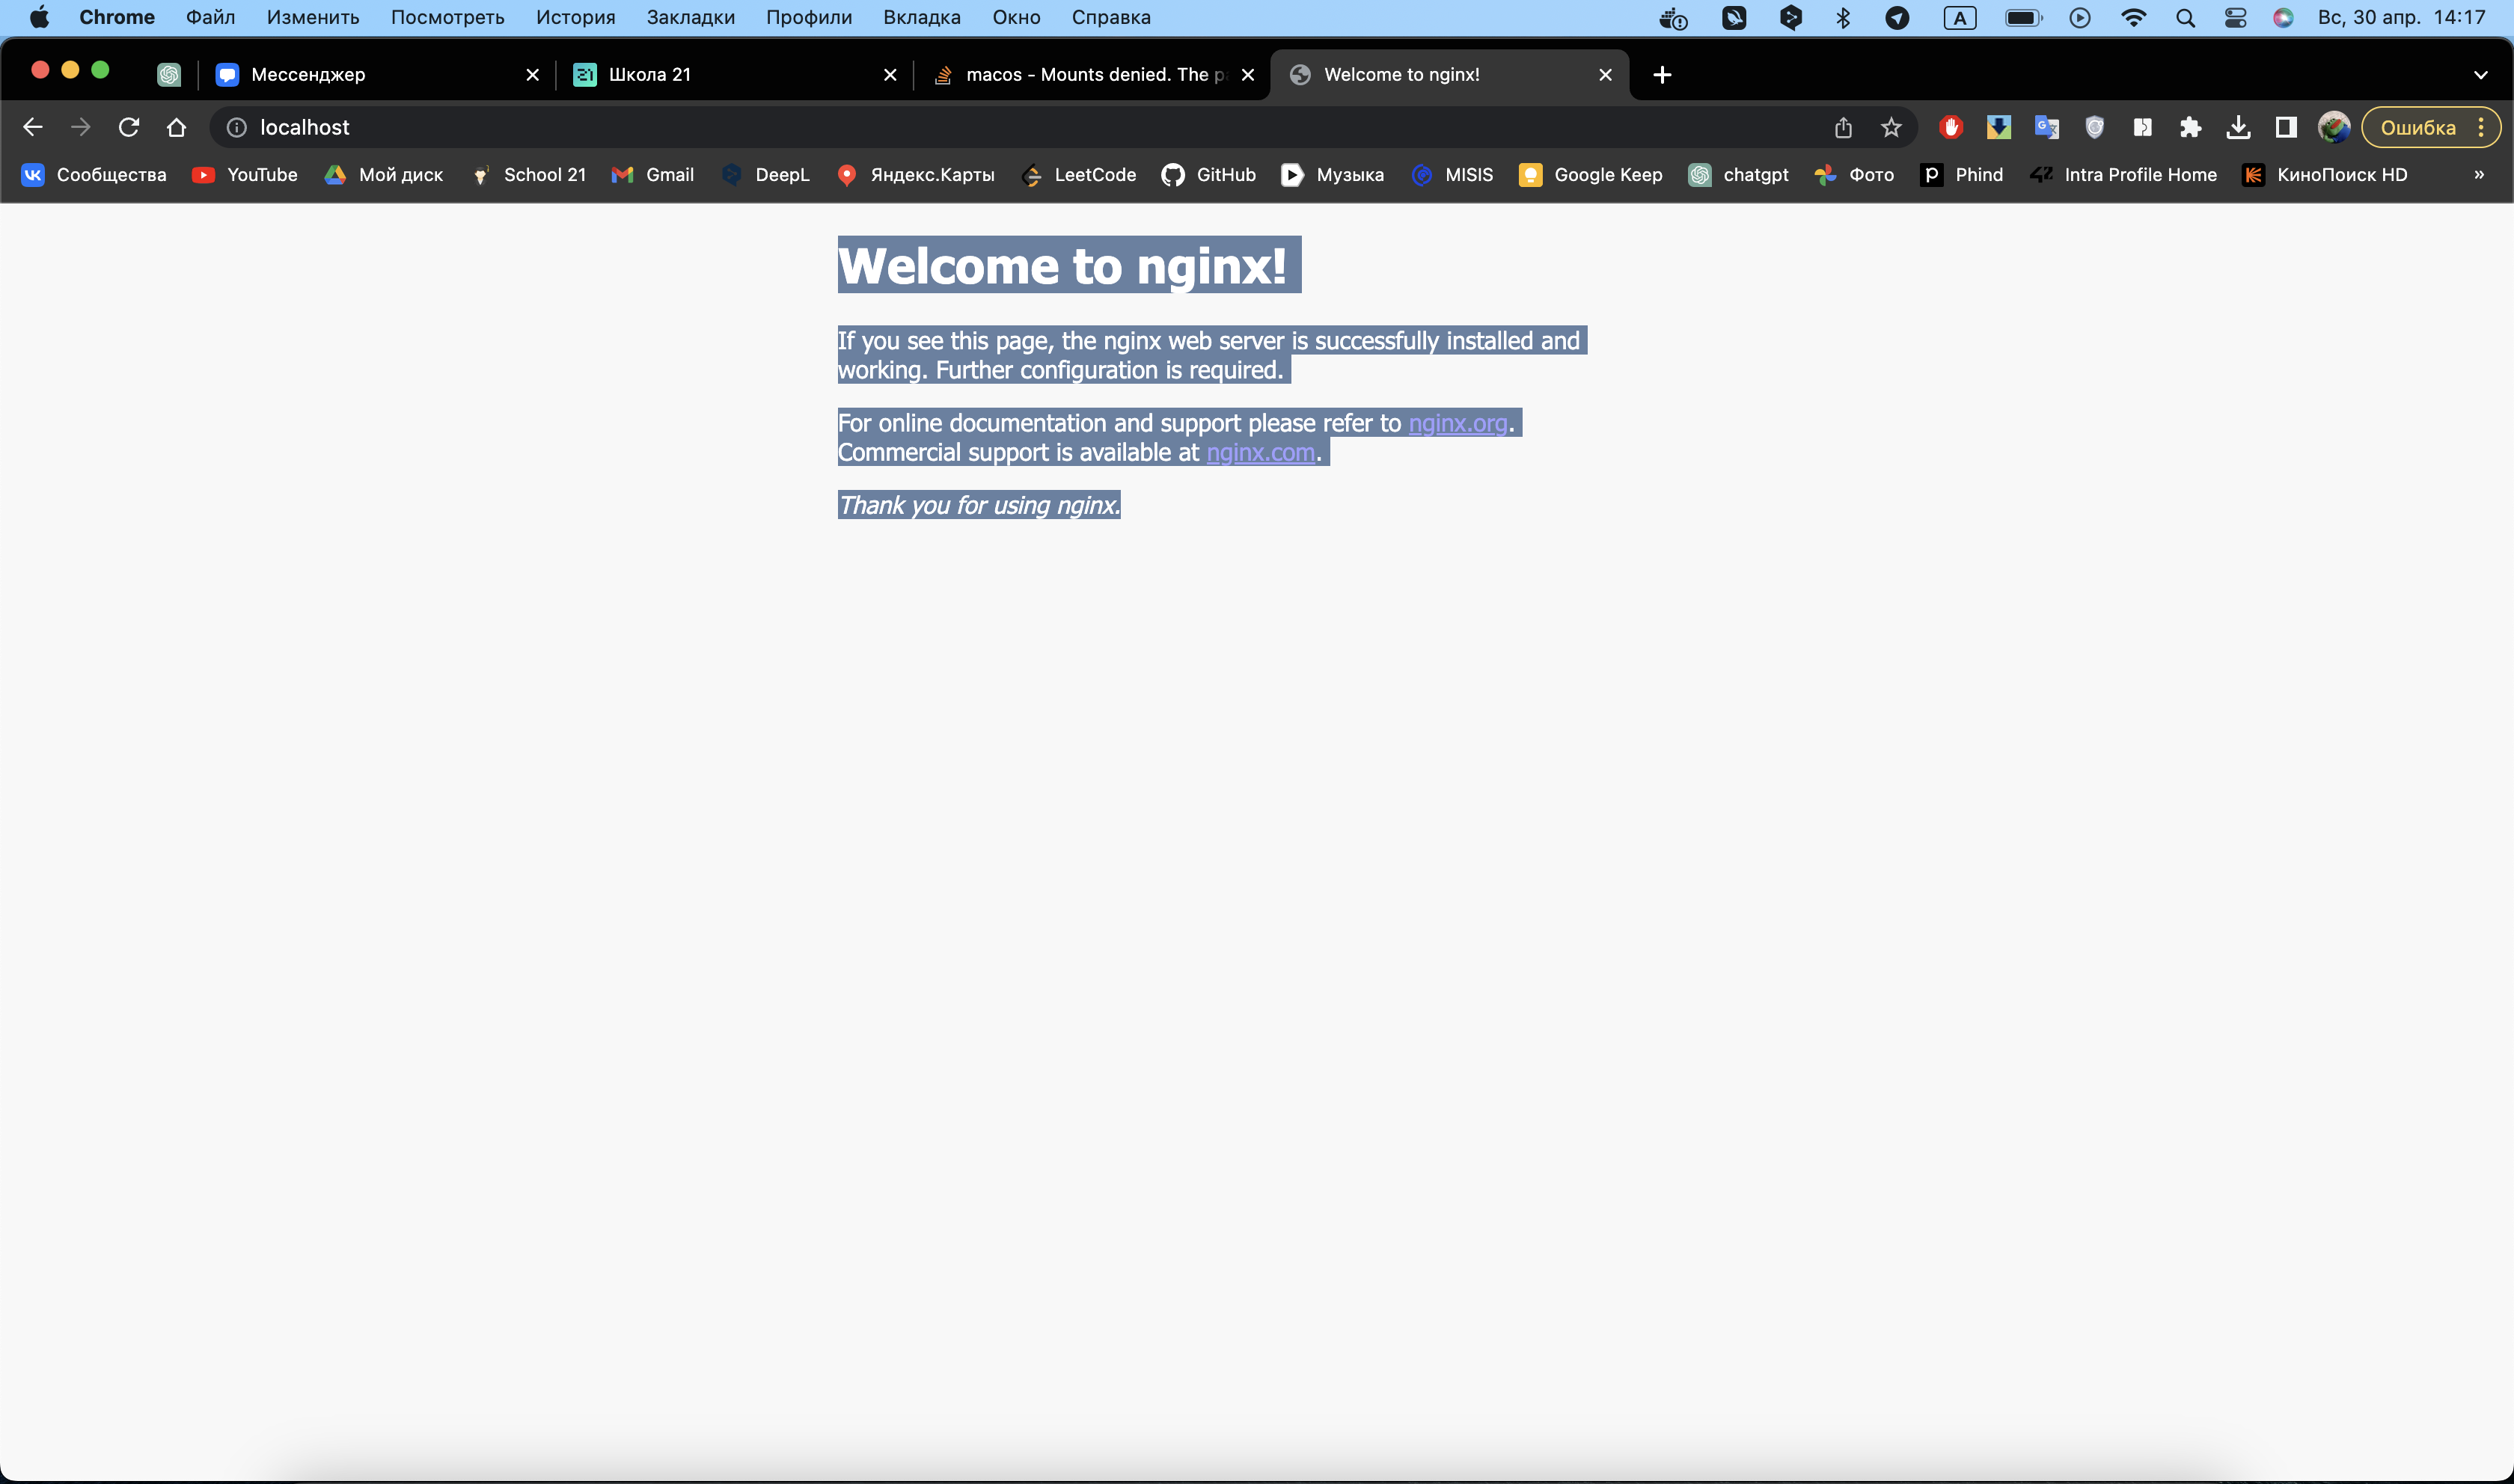 Chrome Файл Изменить Посмотреть История Закладки Профили Вкладка Окно Справка A Вс, 30 апр. 14:17
Мессенджер 21 Школа 21 macos - Mounts denied. The Welcome to nginx!
localhost Ошибка
Сообщества YouTube Мой диск School 21 Gmail DeepL Яндекс.Карты LeetCode GitHub Музыка MISIS Google Keep chatgpt Фото Phind 42 Intra Profile Home КиноПоиск HD »
Welcome to nginx!
If you see this page, the nginx web server is successfully installed and
working. Further configuration is required.
For online documentation and support please refer to nginx.org.
Commercial support is available at nginx.com.
Thank you for using nginx.